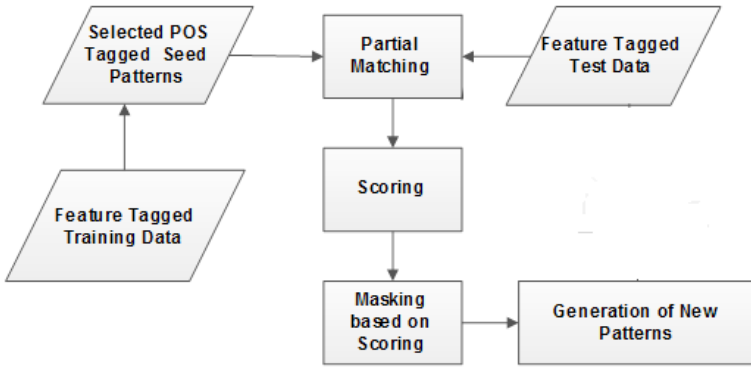 Selected POS
Tagged Seed
Patterns
Partial
Matching
Feature Tagged
Test Data
Scoring
Feature Tagged
Training Data
Masking
based on
Scoring
Generation of New
Patterns